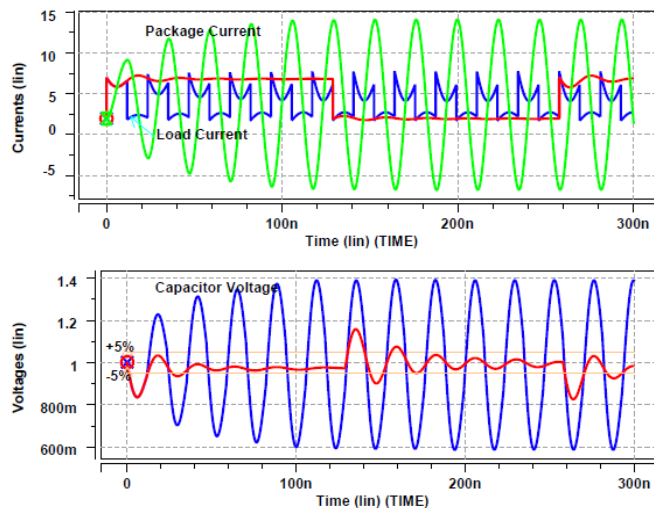 15
Package Current
10
5
0
-5
Currents (lin)
Load Current
0
100n
200n
300n
Time (lin) (TIME)
1.4
Capacitor Voltage
1.2
+5%
1
-5%
800m
600m
Voltages (lin)
0
100n
200n
300n
Time (lin) (TIME)